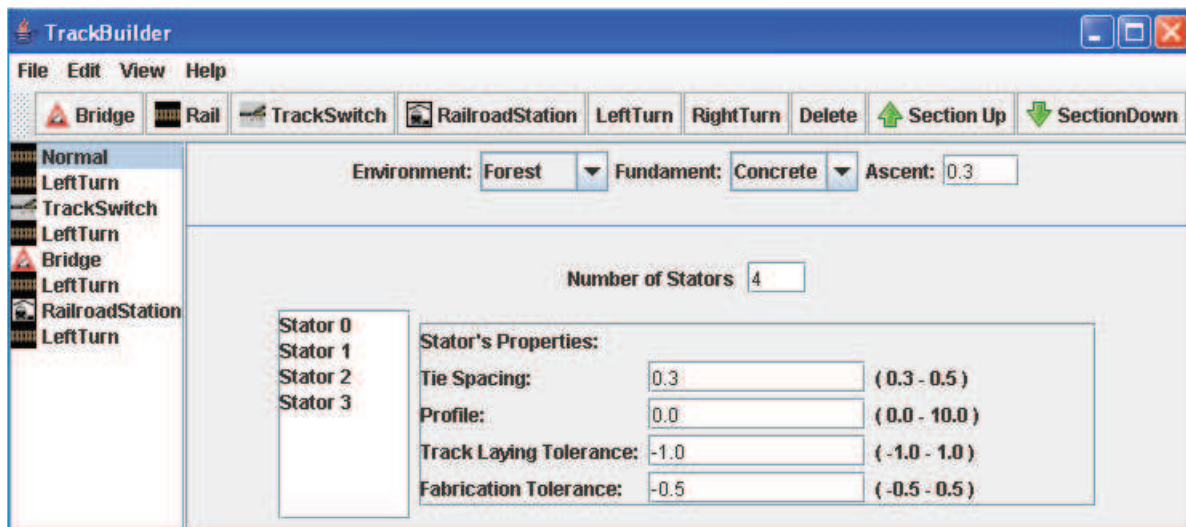 TrackBuilder
File Edit View Help
Bridge Rail TrackSwitch RailroadStation LeftTurn RightTurn Delete Section Up SectionDown
Normal
LeftTurn
TrackSwitch
LeftTurn
Bridge
LeftTurn
RailroadStation
LeftTurn
Environment: Forest Fundament: Concrete Ascent: 0.3
Number of Stators 4
Stator 0
Stator 1
Stator 2
Stator 3
Stator's Properties:
Tie Spacing: 0.3 ( 0.3 - 0.5 )
Profile: 0.0 ( 0.0 - 10.0 )
Track Laying Tolerance: -1.0 ( -1.0 - 1.0 )
Fabrication Tolerance: -0.5 ( -0.5 - 0.5 )